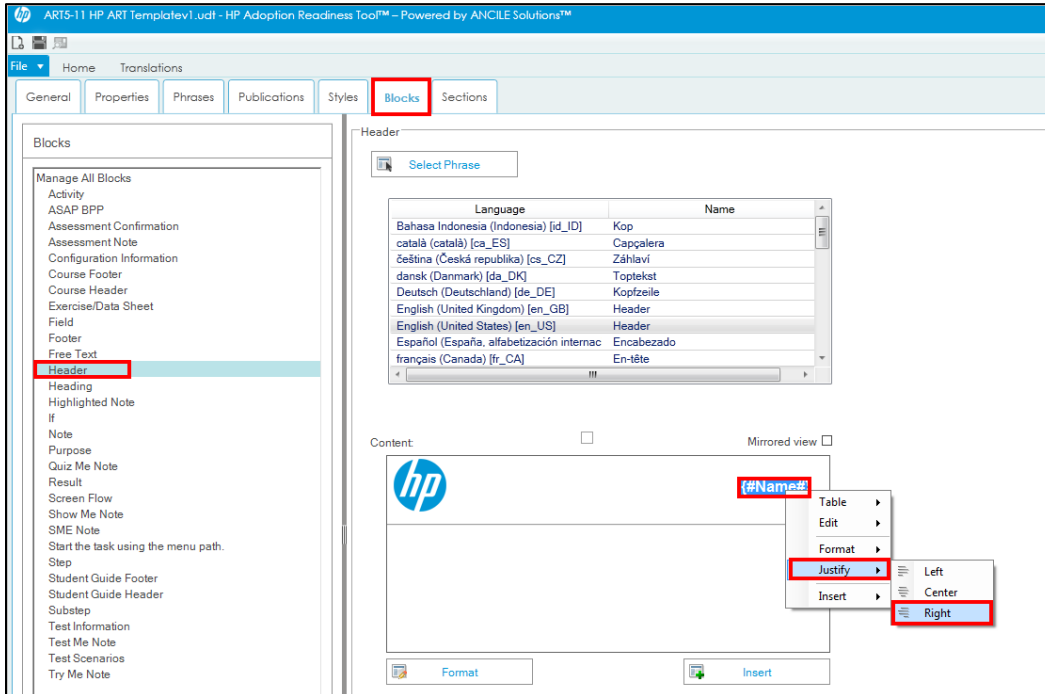 ART5-11 HP ART Templatev1.udt - HP Adoption Readiness Tool™ – Powered by ANCILE Solutions™
File Home Translations
General Properties Phrases Publications Styles Blocks Sections
Blocks
Manage All Blocks
Activity
ASAP BPP
Assessment Confirmation
Assessment Note
Configuration Information
Course Footer
Course Header
Exercise/Data Sheet
Field
Footer
Free Text
Header
Heading
Highlighted Note
If
Note
Purpose
Quiz Me Note
Result
Screen Flow
Show Me Note
SME Note
Start the task using the menu path.
Step
Student Guide Footer
Student Guide Header
Substep
Test Information
Test Me Note
Test Scenarios
Try Me Note
Header
Select Phrase
Language Name
Bahasa Indonesia (Indonesia) [id_ID] Kop
català (català) [ca_ES] Capçalera
čeština (Česká republika) [cs_CZ] Záhlaví
dansk (Danmark) [da_DK] Toptekst
Deutsch (Deutschland) [de_DE] Kopfzeile
English (United Kingdom) [en_GB] Header
English (United States) [en_US] Header
Español (España, alfabetización internac Encabezado
français (Canada) [fr_CA] En-tête
Content: Mirrored view
hp
{#Name#
Table
Edit
Format
Justify
Insert
Left
Center
Right
Format Insert